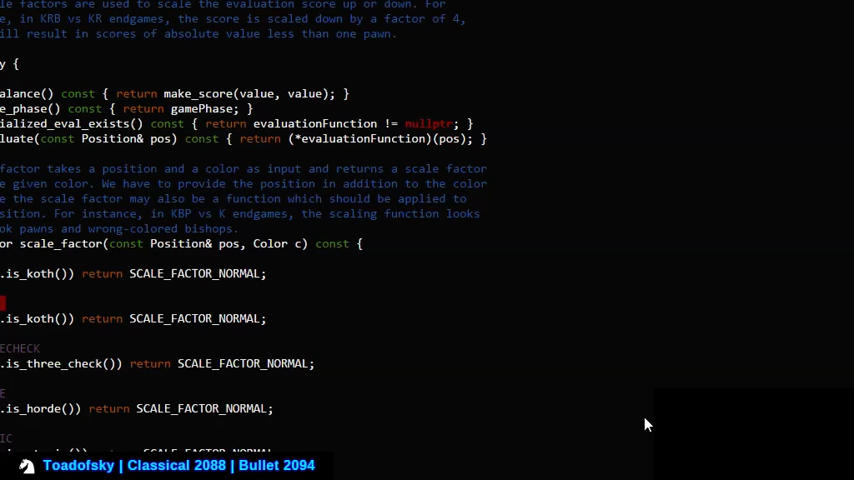 le factors are used to scale the evaluation score up or down. For
e, in KRB vs KR endgames, the score is scaled down by a factor of 4,
ill result in scores of absolute value less than one pawn.
y {
alance() const { return make_score(value, value); }
e_phase() const { return gamePhase; }
ialized_eval_exists() const { return evaluationFunction != nullptr; }
luate(const Position& pos) const { return (*evaluationFunction)(pos); }
factor takes a position and a color as input and returns a scale factor
e given color. We have to provide the position in addition to the color
e the scale factor may also be a function which should be applied to
sition. For instance, in KBP vs K endgames, the scaling function looks
ok pawns and wrong-colored bishops.
or scale_factor(const Position& pos, Color c) const {
.is_koth()) return SCALE_FACTOR_NORMAL;
.is_koth()) return SCALE_FACTOR_NORMAL;
ECHECK
.is_three_check()) return SCALE_FACTOR_NORMAL;
E
.is_horde()) return SCALE_FACTOR_NORMAL;
IC
Toadofsky | Classical 2088 | Bullet 2094